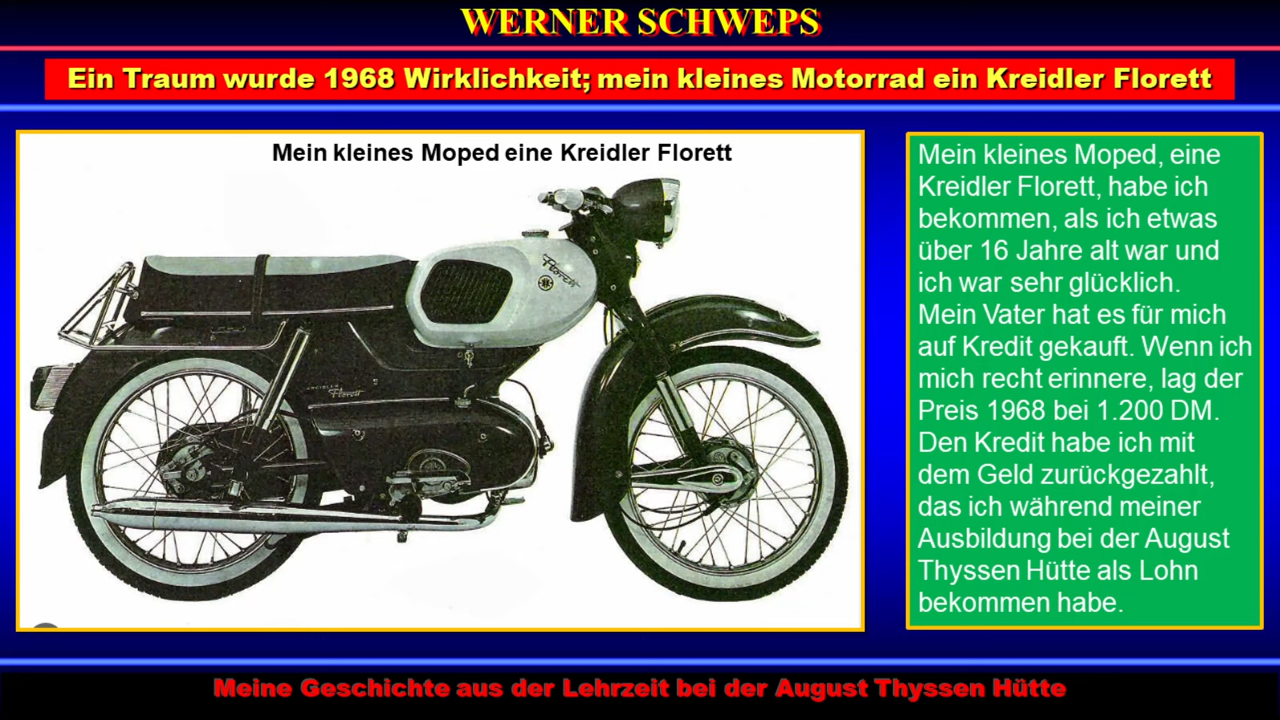 WERNER SCHWEPS
Ein Traum wurde 1968 Wirklichkeit; mein kleines Motorrad ein Kreidler Florett
Mein kleines Moped eine Kreidler Florett
Florett
KREIDLER
Florett
Mein kleines Moped, eine
Kreidler Florett, habe ich
bekommen, als ich etwas
über 16 Jahre alt war und
ich war sehr glücklich.
Mein Vater hat es für mich
auf Kredit gekauft. Wenn ich
mich recht erinnere, lag der
Preis 1968 bei 1.200 DM.
Den Kredit habe ich mit
dem Geld zurückgezahlt,
das ich während meiner
Ausbildung bei der August
Thyssen Hütte als Lohn
bekommen habe.
Meine Geschichte aus der Lehrzeit bei der August Thyssen Hütte